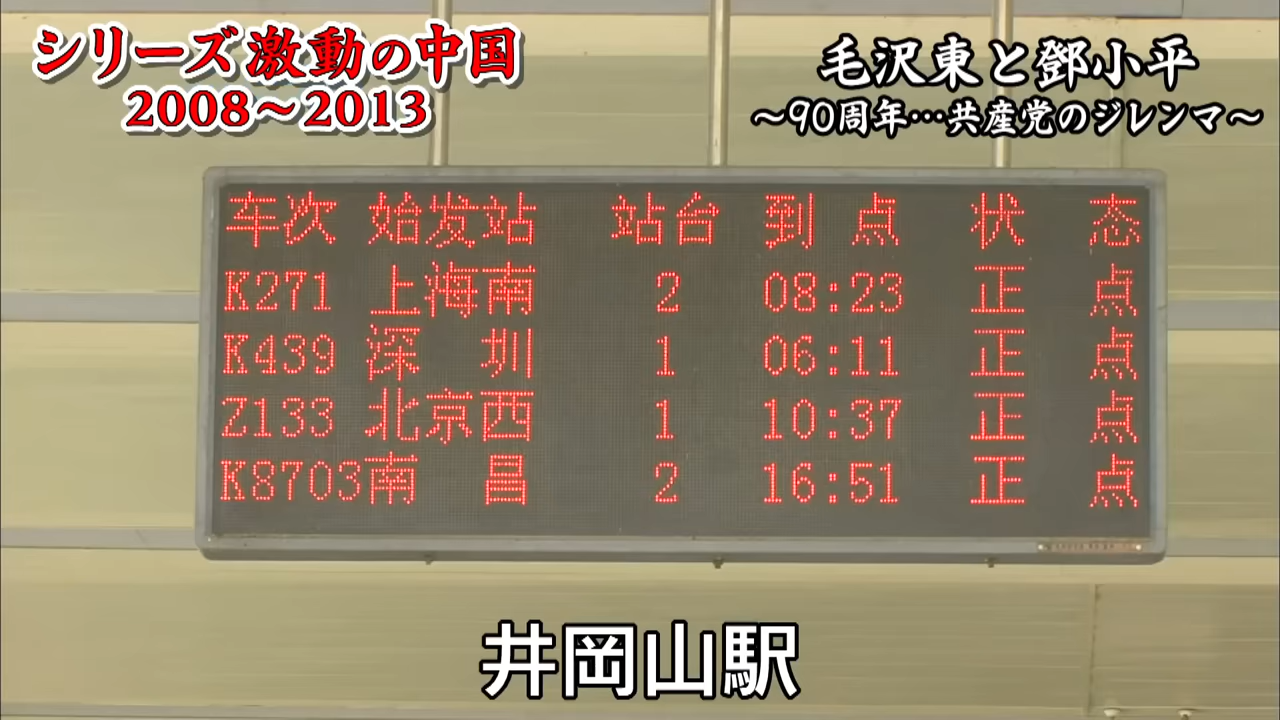 シリーズ激動の中国
2008～2013
毛沢東と鄧小平
～90周年…共産党のジレンマ～
车次 始发站 站台 到点 状态
K271 上海南 2 08:23 正点
K439 深圳 1 06:11 正点
Z133 北京西 1 10:37 正点
K8703 南昌 2 16:51 正点
井岡山駅